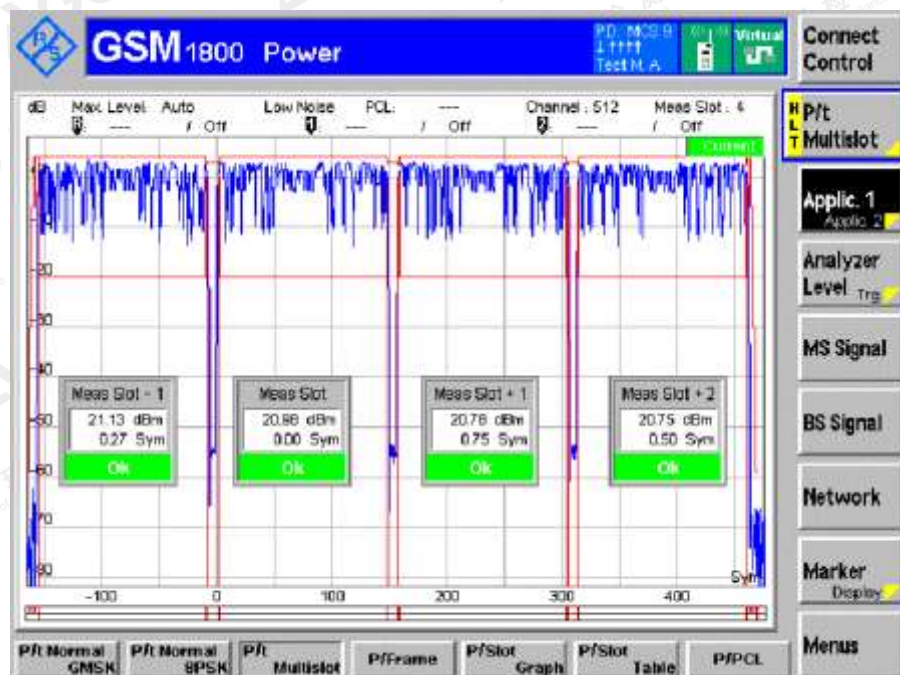 R&S
GSM 1800 Power
P.D. MCS 9
Test M. A
Virtual
Connect Control
dB Max. Level: Auto Low Noise PCL: --- Channel : 512 Meas Slot : 4
--- / Off 1 --- / Off 2 --- / Off
Current
-20
-30
-40
-50
-60
-70
-80
Meas Slot - 1
21.13 dBm
0.27 Sym
Ok
Meas Slot
20.98 dBm
0.00 Sym
Ok
Meas Slot + 1
20.78 dBm
0.75 Sym
Ok
Meas Slot + 2
20.75 dBm
0.50 Sym
Ok
Sym
-100 0 100 200 300 400
HLT
P/t
Multislot
Applic. 1
Applic. 2
Analyzer
Level Trg
MS Signal
BS Signal
Network
Marker
Display
Menus
P/t Normal GMSK
P/t Normal 8PSK
P/t Multislot
P/Frame
P/Slot Graph
P/Slot Table
P/PCL